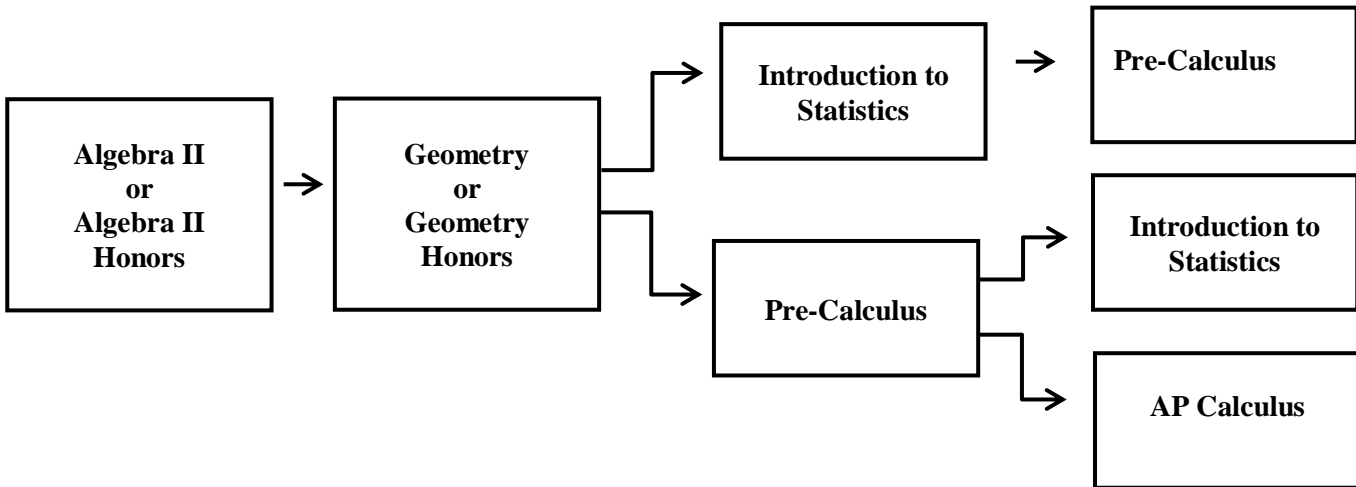 Algebra II
or
Algebra II
Honors
Geometry
or
Geometry
Honors
Introduction to
Statistics
Pre-Calculus
Pre-Calculus
Introduction to
Statistics
AP Calculus